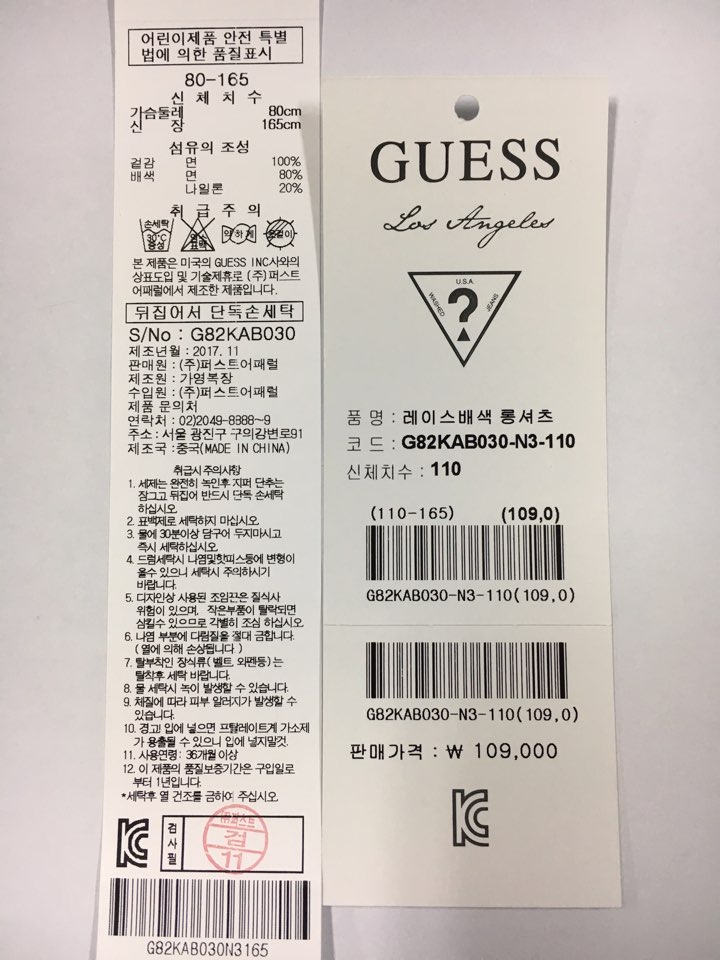 어린이제품 안전 특별
법에 의한 품질표시
80-165
신 체 치 수
가슴둘레 80cm
신 장 165cm
섬유의 조성
겉감 면 100%
배색 면 80%
나일론 20%
취 급 주 의
손세탁
30℃
중성
약하게
본 제품은 미국의 GUESS INC사와의
상표도입 및 기술제휴로 (주)퍼스트
어패럴에서 제조한 제품입니다.
뒤집어서 단독손세탁
S/No : G82KAB030
제조년월 : 2017. 11
판매원 : (주)퍼스트어패럴
제조원 : 가영복장
수입원 : (주)퍼스트어패럴
제품 문의처
연락처 : 02)2049-8888~9
주소 : 서울 광진구 구의강변로91
제조국 :중국(MADE IN CHINA)
취급시 주의사항
1. 세제는 완전히 녹인후 지퍼 단추는
잠그고 뒤집어 반드시 단독 손세탁
하십시오.
2. 표백제로 세탁하지 마십시오.
3. 물에 30분이상 담구어 두지마시고
즉시 세탁하십시오.
4. 드럼세탁시 나염및핫피스등에 변형이
올수 있으니 세탁시 주의하시기
바랍니다.
5. 디자인상 사용된 조임끈은 질식사
위험이 있으며, 작은부품이 탈락되면
삼킬수 있으므로 각별히 조심 하십시오.
6. 나염 부분에 다림질을 절대 금합니다.
(열에 의해 손상됩니다.)
7. 탈부착인 장식류(벨트, 와펜등)는
탈착후 세탁 바랍니다.
8. 물 세탁시 녹이 발생할 수 있습니다.
9. 체질에 따라 피부 알러지가 발생할 수
있습니다.
10. 경고! 입에 넣으면 프탈레이트계 가소제
가 용출될 수 있으니 입에 넣지말것.
11. 사용연령: 36개월 이상
12. 이 제품의 품질보증기간은 구입일로
부터 1년입니다.
*세탁후 열 건조를 금하여 주십시오.
KC
검사필
검
11
G82KAB030N3165
GUESS
Los Angeles
U.S.A.
WASHED ? JEANS
품 명 : 레이스배색 롱셔츠
코 드 : G82KAB030-N3-110
신체치수 : 110
(110-165) (109,0)
G82KAB030-N3-110(109,0)
G82KAB030-N3-110(109,0)
판매가격 : ₩ 109,000
KC